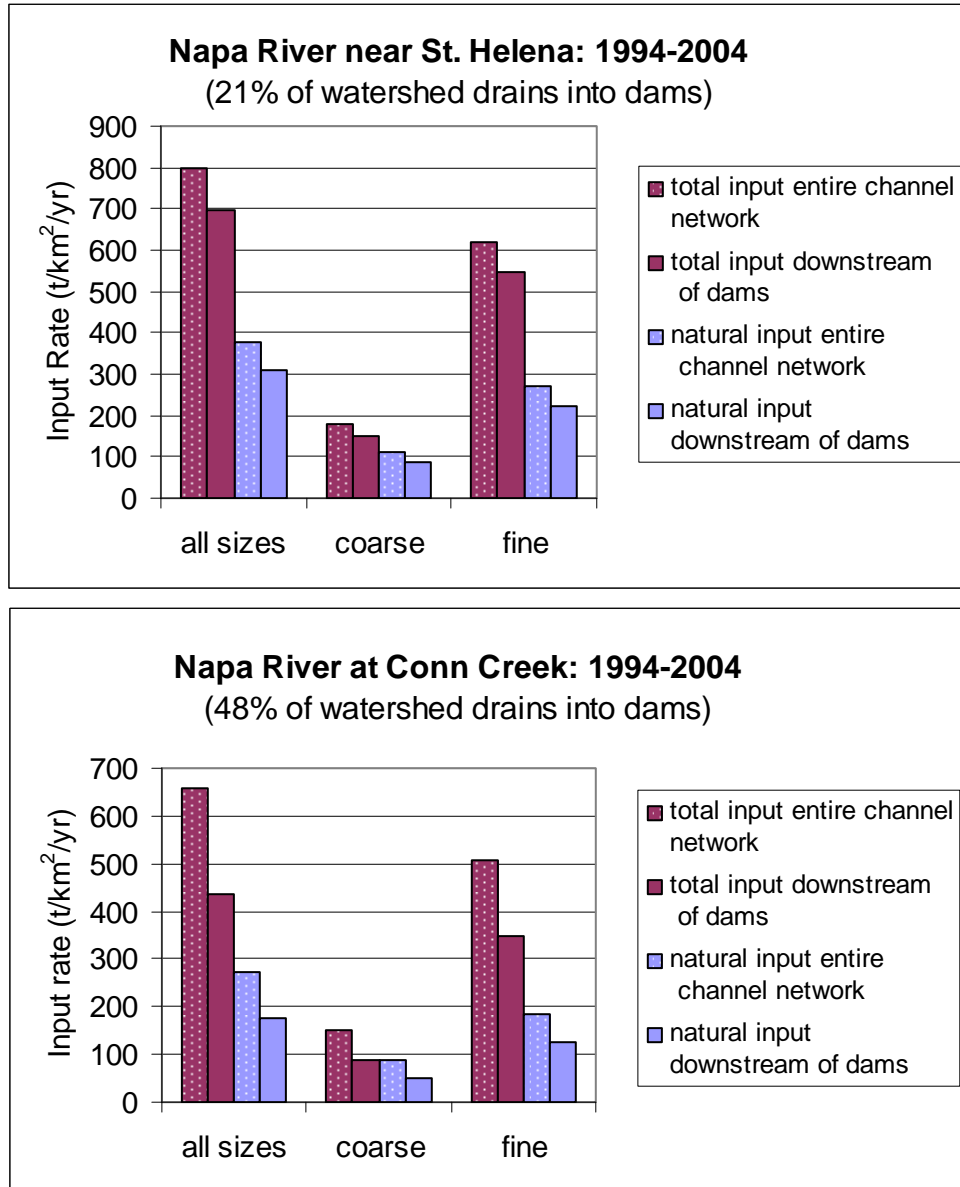 Napa River near St. Helena: 1994-2004
(21% of watershed drains into dams)
Input Rate (t/km²/yr)
900
800
700
600
500
400
300
200
100
0
all sizes
coarse
fine
total input entire channel
network
total input downstream
of dams
natural input entire
channel network
natural input
downstream of dams
Napa River at Conn Creek: 1994-2004
(48% of watershed drains into dams)
Input rate (t/km²/yr)
700
600
500
400
300
200
100
0
all sizes
coarse
fine
total input entire channel
network
total input downstream
of dams
natural input entire
channel network
natural input
downstream of dams